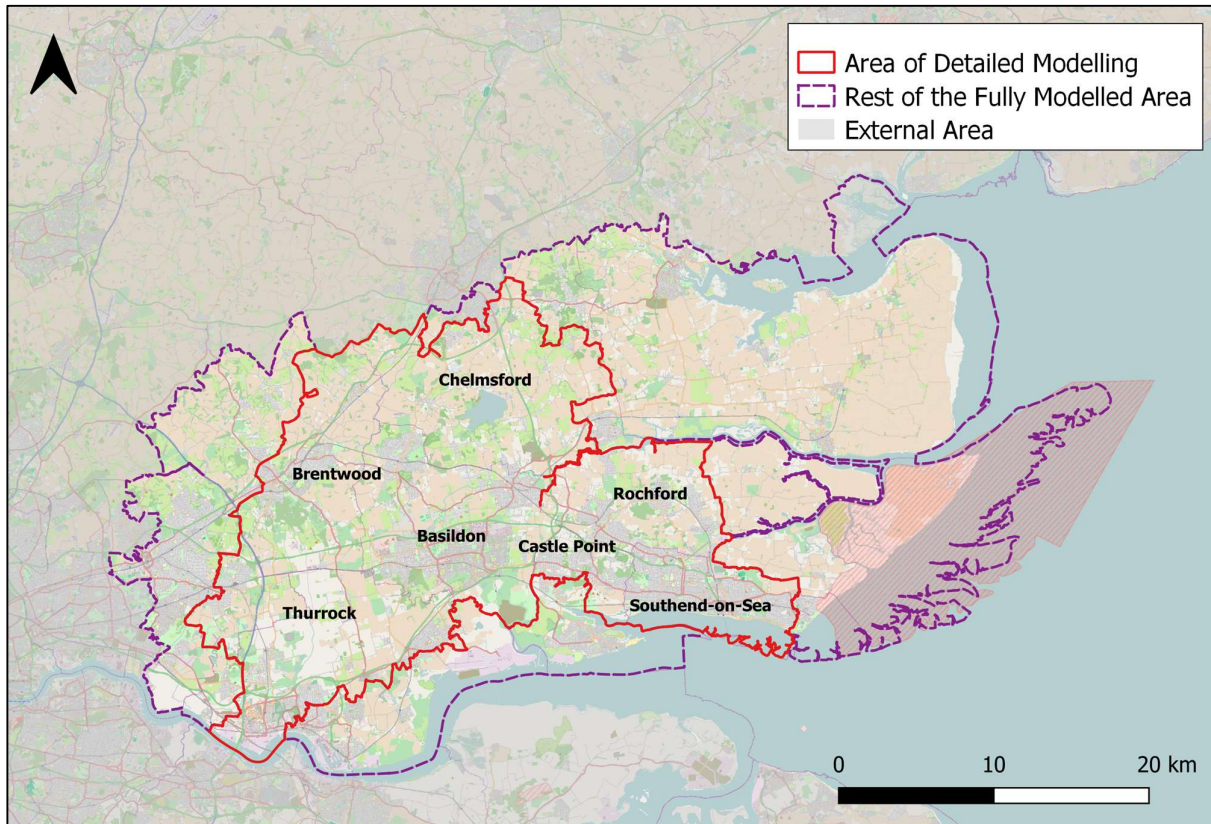 Area of Detailed Modelling
Rest of the Fully Modelled Area
External Area
Chelmsford
Brentwood
Rochford
Basildon
Castle Point
Thurrock
Southend-on-Sea
0 10 20 km